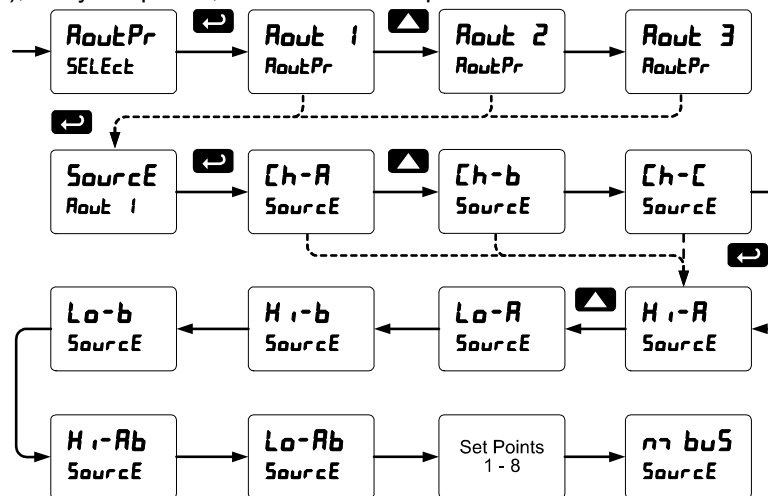 AoutPr
SELEct
Aout 1
AoutPr
Aout 2
AoutPr
Aout 3
AoutPr
SourcE
Aout 1
Ch-A
SourcE
Ch-b
SourcE
Ch-C
SourcE
Lo-b
SourcE
Hi-b
SourcE
Lo-A
SourcE
Hi-A
SourcE
Hi-Ab
SourcE
Lo-Ab
SourcE
Set Points
1 - 8
m buS
SourcE